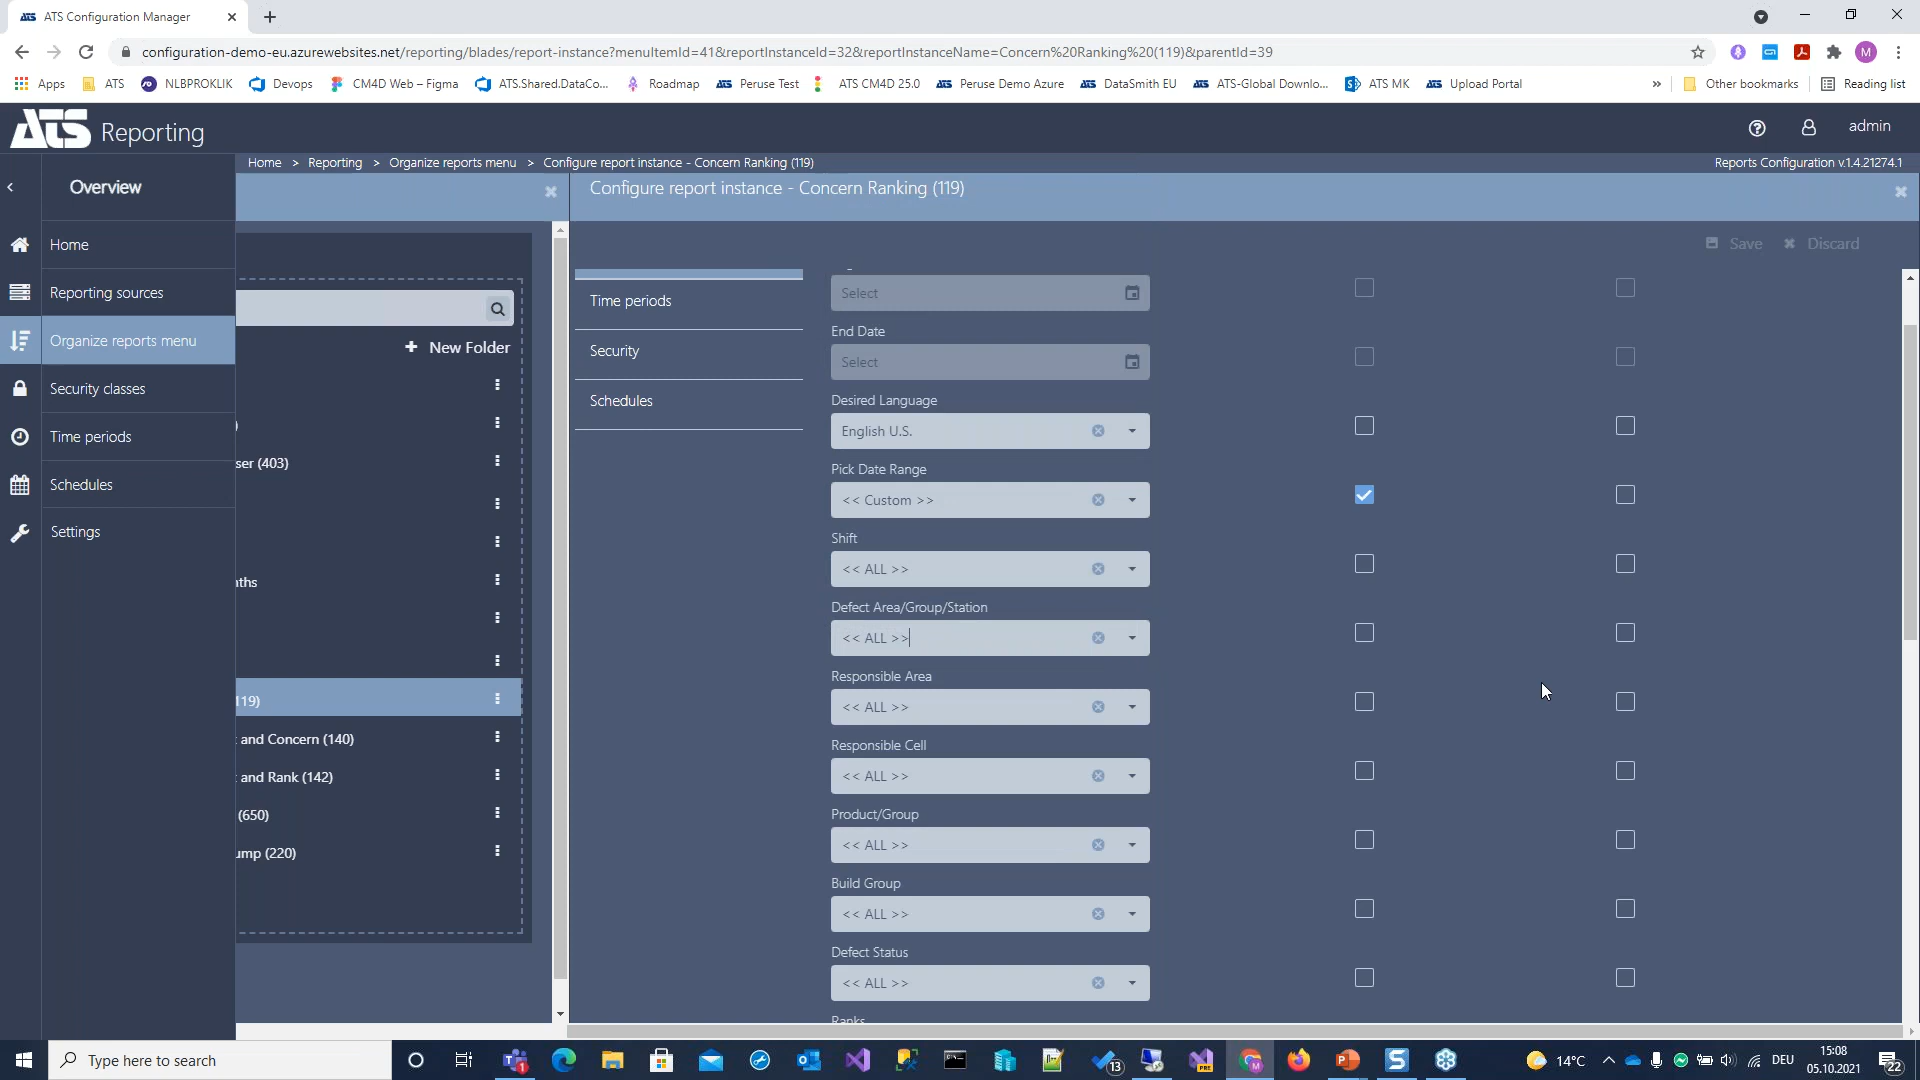 ATS Configuration Manager
configuration-demo-eu.azurewebsites.net/reporting/blades/report-instance?menuItemId=41&reportInstanceId=32&reportInstanceName=Concern%20Ranking%20(119)&parentId=39
M
Apps ATS NLBPROKLIK Devops CM4D Web – Figma ATS.Shared.DataCo... Roadmap Peruse Test ATS CM4D 25.0 Peruse Demo Azure DataSmith EU ATS-Global Downlo... ATS MK Upload Portal » Other bookmarks Reading list
ATS Reporting
admin
Home > Reporting > Organize reports menu > Configure report instance - Concern Ranking (119)
Reports Configuration v.1.4.21274.1
Overview
Home
Reporting sources
Organize reports menu
Security classes
Time periods
Schedules
Settings
+ New Folder
)
ser (403)
nths
119)
t and Concern (140)
t and Rank (142)
(650)
ump (220)
Configure report instance - Concern Ranking (119)
Save
Discard
Time periods
Security
Schedules
Select
End Date
Select
Desired Language
English U.S.
Pick Date Range
<< Custom >>
Shift
<< ALL >>
Defect Area/Group/Station
<< ALL >>
Responsible Area
<< ALL >>
Responsible Cell
<< ALL >>
Product/Group
<< ALL >>
Build Group
<< ALL >>
Defect Status
<< ALL >>
Ranks
Type here to search
1
13
PRE
14°C
DEU
15:08
05.10.2021
22